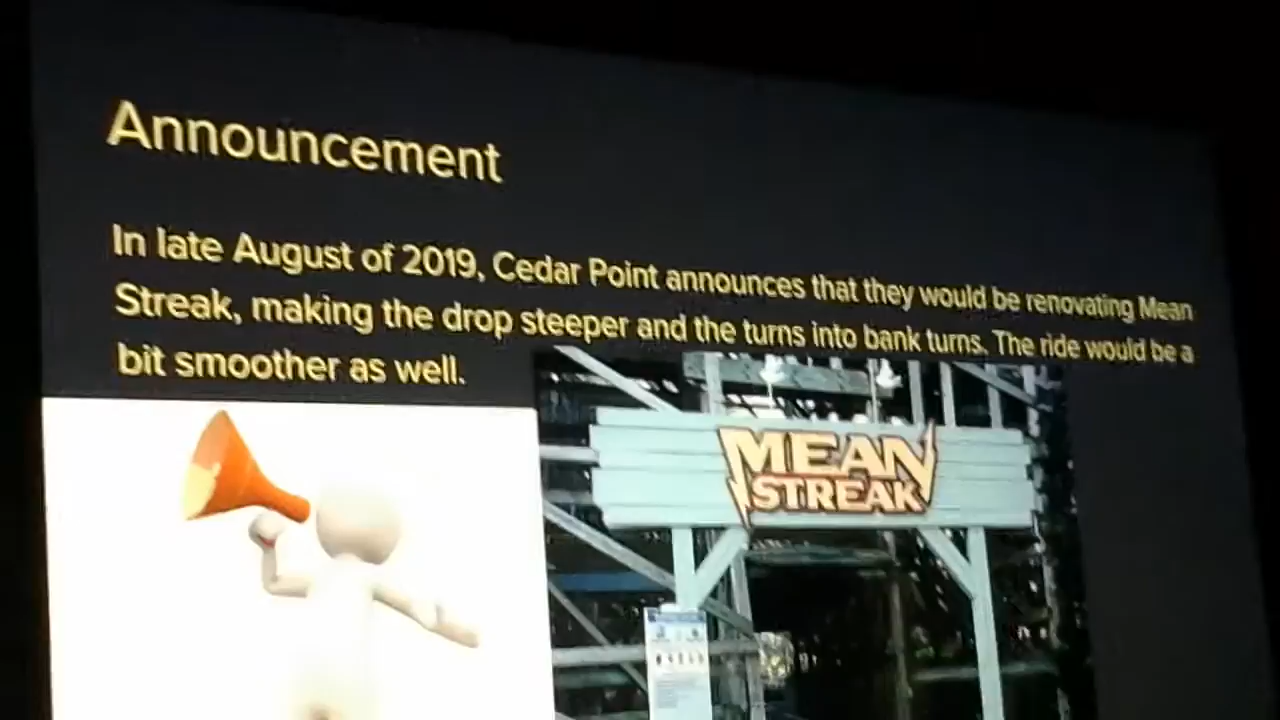 Announcement
In late August of 2019, Cedar Point announces that they would be renovating Mean
Streak, making the drop steeper and the turns into bank turns. The ride would be a
bit smoother as well.
MEAN
STREAK